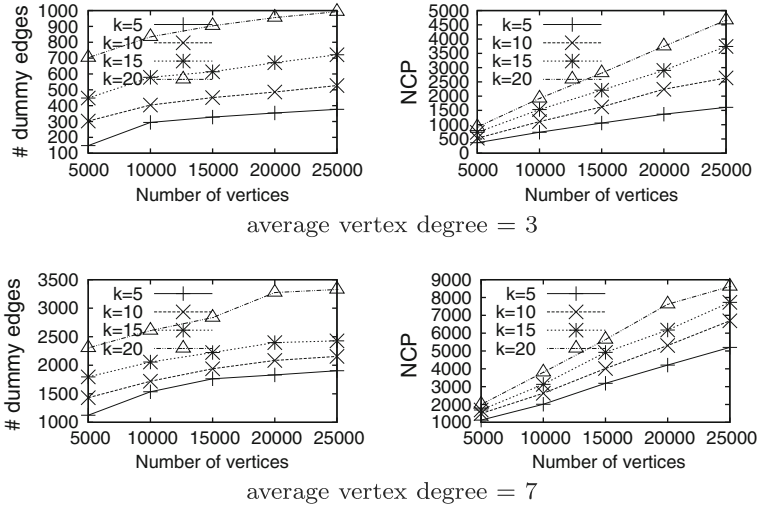 # dummy edges
1000
900
800
700
600
500
400
300
200
100
k=5
k=10
k=15
k=20
5000 10000 15000 20000 25000
Number of vertices
NCP
5000
4500
4000
3500
3000
2500
2000
1500
1000
500
0
k=5
k=10
k=15
k=20
5000 10000 15000 20000 25000
Number of vertices
average vertex degree = 3
# dummy edges
3500
3000
2500
2000
1500
1000
k=5
k=10
k=15
k=20
5000 10000 15000 20000 25000
Number of vertices
NCP
9000
8000
7000
6000
5000
4000
3000
2000
1000
k=5
k=10
k=15
k=20
5000 10000 15000 20000 25000
Number of vertices
average vertex degree = 7